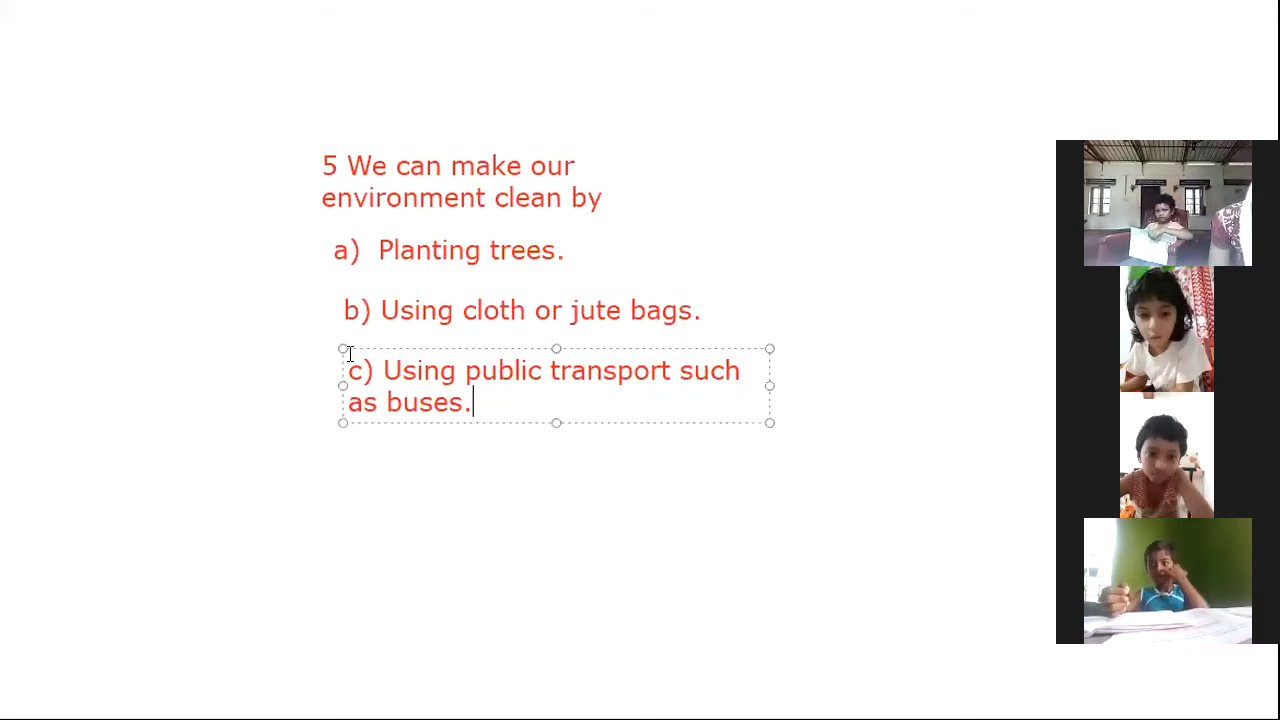 5 We can make our
environment clean by
a) Planting trees.
b) Using cloth or jute bags.
c) Using public transport such
as buses.